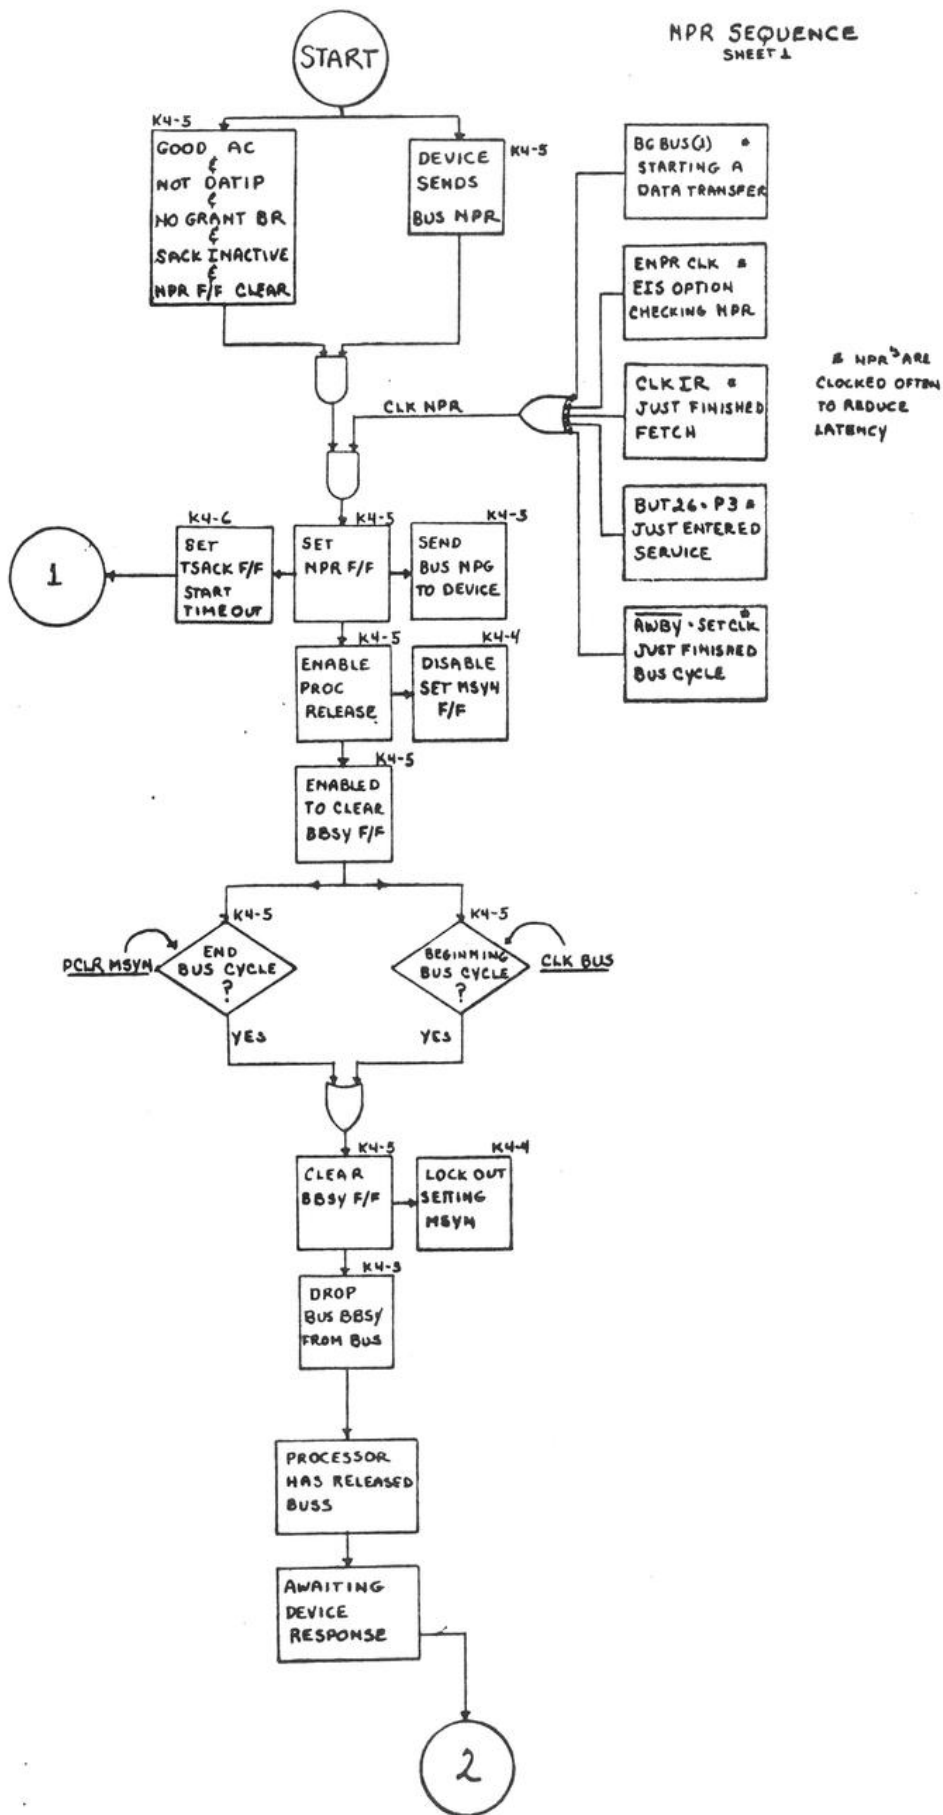 NPR SEQUENCE
SHEET 1
START
K4-5
GOOD AC
&
NOT DATIP
&
NO GRANT BR
&
SACK INACTIVE
&
NPR F/F CLEAR
K4-5
DEVICE
SENDS
BUS NPR
BG BUS(1) *
STARTING A
DATA TRANSFER
ENPR CLK *
EIS OPTION
CHECKING NPR
CLK IR *
JUST FINISHED
FETCH
BUT 26 · P3 *
JUST ENTERED
SERVICE
AWBY · SET CLK *
JUST FINISHED
BUS CYCLE
* NPR'S ARE
CLOCKED OFTEN
TO REDUCE
LATENCY
CLK NPR
1
K4-6
SET
TSACK F/F
START
TIME OUT
K4-5
SET
NPR F/F
K4-3
SEND
BUS NPG
TO DEVICE
K4-5
ENABLE
PROC
RELEASE
K4-4
DISABLE
SET MSYN
F/F
K4-5
ENABLED
TO CLEAR
BBSY F/F
K4-5
END
BUS CYCLE
?
PCLR MSYN
YES
K4-5
BEGINNING
BUS CYCLE
?
CLK BUS
YES
K4-5
CLEAR
BBSY F/F
K4-4
LOCK OUT
SETTING
MSYN
K4-3
DROP
BUS BBSY
FROM BUS
PROCESSOR
HAS RELEASED
BUSS
AWAITING
DEVICE
RESPONSE
2